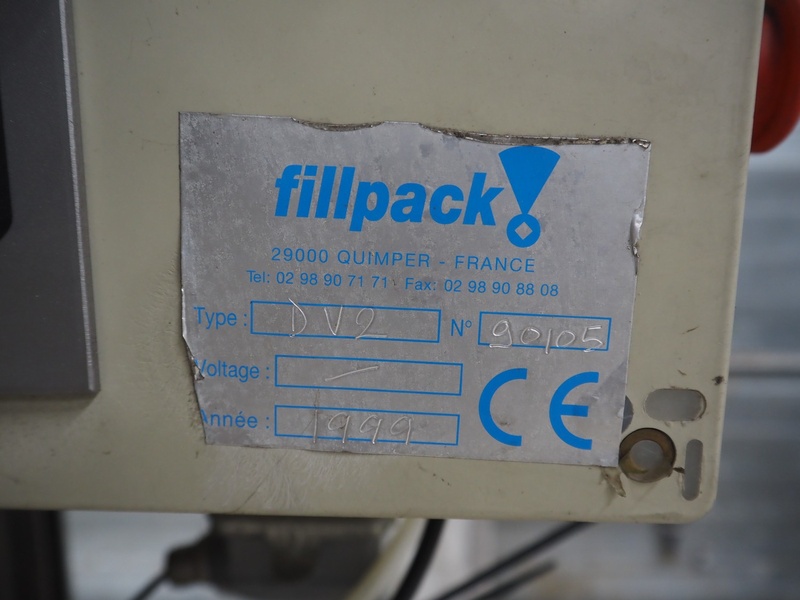 fillpack
29000 QUIMPER - FRANCE
Tel: 02 98 90 71 71 Fax: 02 98 90 88 08
Type : DV2 N° 90105
Voltage : —
Année : 1999 CE